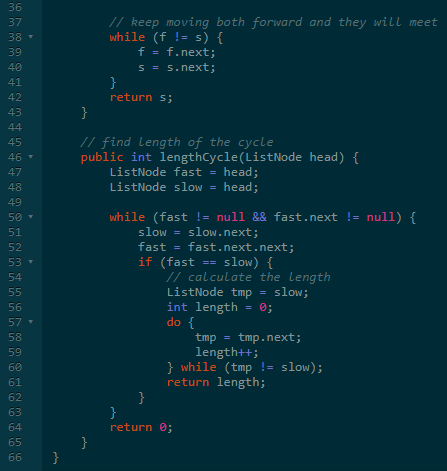 36
37 // keep moving both forward and they will meet
38 while (f != s) {
39 f = f.next;
40 s = s.next;
41 }
42 return s;
43 }
44
45 // find length of the cycle
46 public int lengthCycle(ListNode head) {
47 ListNode fast = head;
48 ListNode slow = head;
49
50 while (fast != null && fast.next != null) {
51 slow = slow.next;
52 fast = fast.next.next;
53 if (fast == slow) {
54 // calculate the length
55 ListNode tmp = slow;
56 int length = 0;
57 do {
58 tmp = tmp.next;
59 length++;
60 } while (tmp != slow);
61 return length;
62 }
63 }
64 return 0;
65 }
66 }